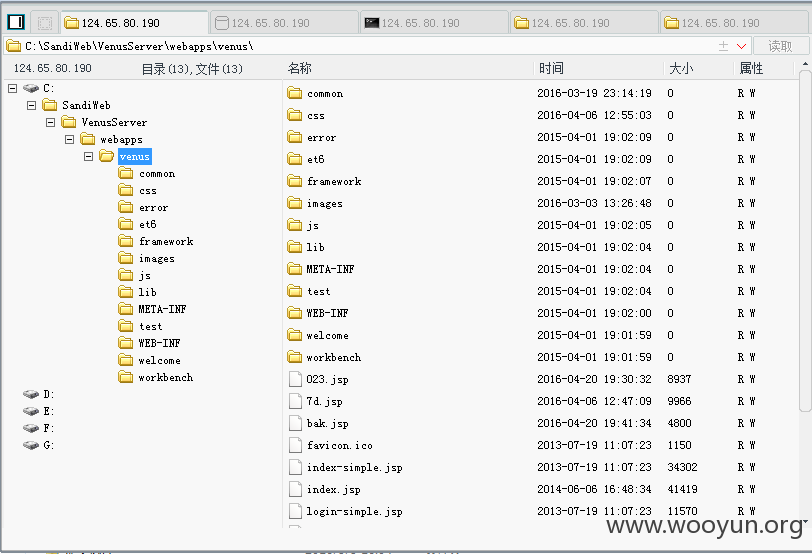 124.65.80.190 124.65.80.190 124.65.80.190 124.65.80.190 124.65.80.190
C:\SandiWeb\VenusServer\webapps\venus\ 读取
124.65.80.190 目录(13),文件(13) 名称 时间 大小 属性
C:
SandiWeb
VenusServer
webapps
venus
common
css
error
et6
framework
images
js
lib
META-INF
test
WEB-INF
welcome
workbench
D:
E:
F:
G:
common 2016-03-19 23:14:19 0 R W
css 2016-04-06 12:55:03 0 R W
error 2015-04-01 19:02:09 0 R W
et6 2015-04-01 19:02:09 0 R W
framework 2015-04-01 19:02:07 0 R W
images 2016-03-03 13:26:48 0 R W
js 2015-04-01 19:02:05 0 R W
lib 2015-04-01 19:02:04 0 R W
META-INF 2015-04-01 19:02:04 0 R W
test 2015-04-01 19:02:04 0 R W
WEB-INF 2015-04-01 19:02:00 0 R W
welcome 2015-04-01 19:01:59 0 R W
workbench 2015-04-01 19:01:59 0 R W
023.jsp 2016-04-20 19:30:32 8937 R W
7d.jsp 2016-04-06 12:47:09 9966 R W
bak.jsp 2016-04-20 19:41:34 4800 R W
favicon.ico 2013-07-19 11:07:23 1150 R W
index-simple.jsp 2013-07-19 11:07:23 34302 R W
index.jsp 2014-06-06 16:48:34 41419 R W
login-simple.jsp 2013-07-19 11:07:23 11570 R W
www.wooyun.org